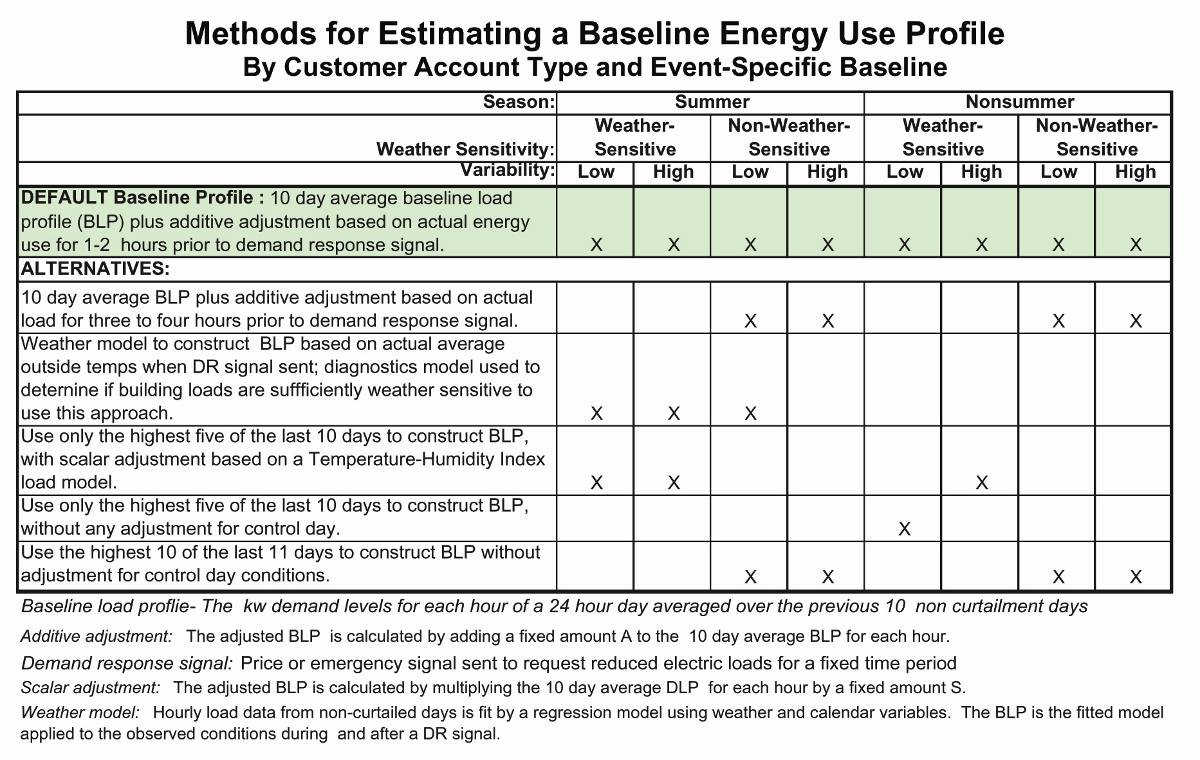 Methods for Estimating a Baseline Energy Use Profile
By Customer Account Type and Event-Specific Baseline
Season: Summer Nonsummer
Weather- Non-Weather- Weather- Non-Weather-
Weather Sensitivity: Sensitive Sensitive Sensitive Sensitive
Variability: Low High Low High Low High Low High
DEFAULT Baseline Profile : 10 day average baseline load
profile (BLP) plus additive adjustment based on actual energy
use for 1-2 hours prior to demand response signal. X X X X X X X X
ALTERNATIVES:
10 day average BLP plus additive adjustment based on actual
load for three to four hours prior to demand response signal. X X X X
Weather model to construct BLP based on actual average
outside temps when DR signal sent; diagnostics model used to
deternine if building loads are suffficiently weather sensitive to
use this approach. X X X
Use only the highest five of the last 10 days to construct BLP,
with scalar adjustment based on a Temperature-Humidity Index
load model. X X X
Use only the highest five of the last 10 days to construct BLP,
without any adjustment for control day. X
Use the highest 10 of the last 11 days to construct BLP without
adjustment for control day conditions. X X X X
Baseline load proflie- The kw demand levels for each hour of a 24 hour day averaged over the previous 10 non curtailment days
Additive adjustment: The adjusted BLP is calculated by adding a fixed amount A to the 10 day average BLP for each hour.
Demand response signal: Price or emergency signal sent to request reduced electric loads for a fixed time period
Scalar adjustment: The adjusted BLP is calculated by multiplying the 10 day average DLP for each hour by a fixed amount S.
Weather model: Hourly load data from non-curtailed days is fit by a regression model using weather and calendar variables. The BLP is the fitted model
applied to the observed conditions during and after a DR signal.